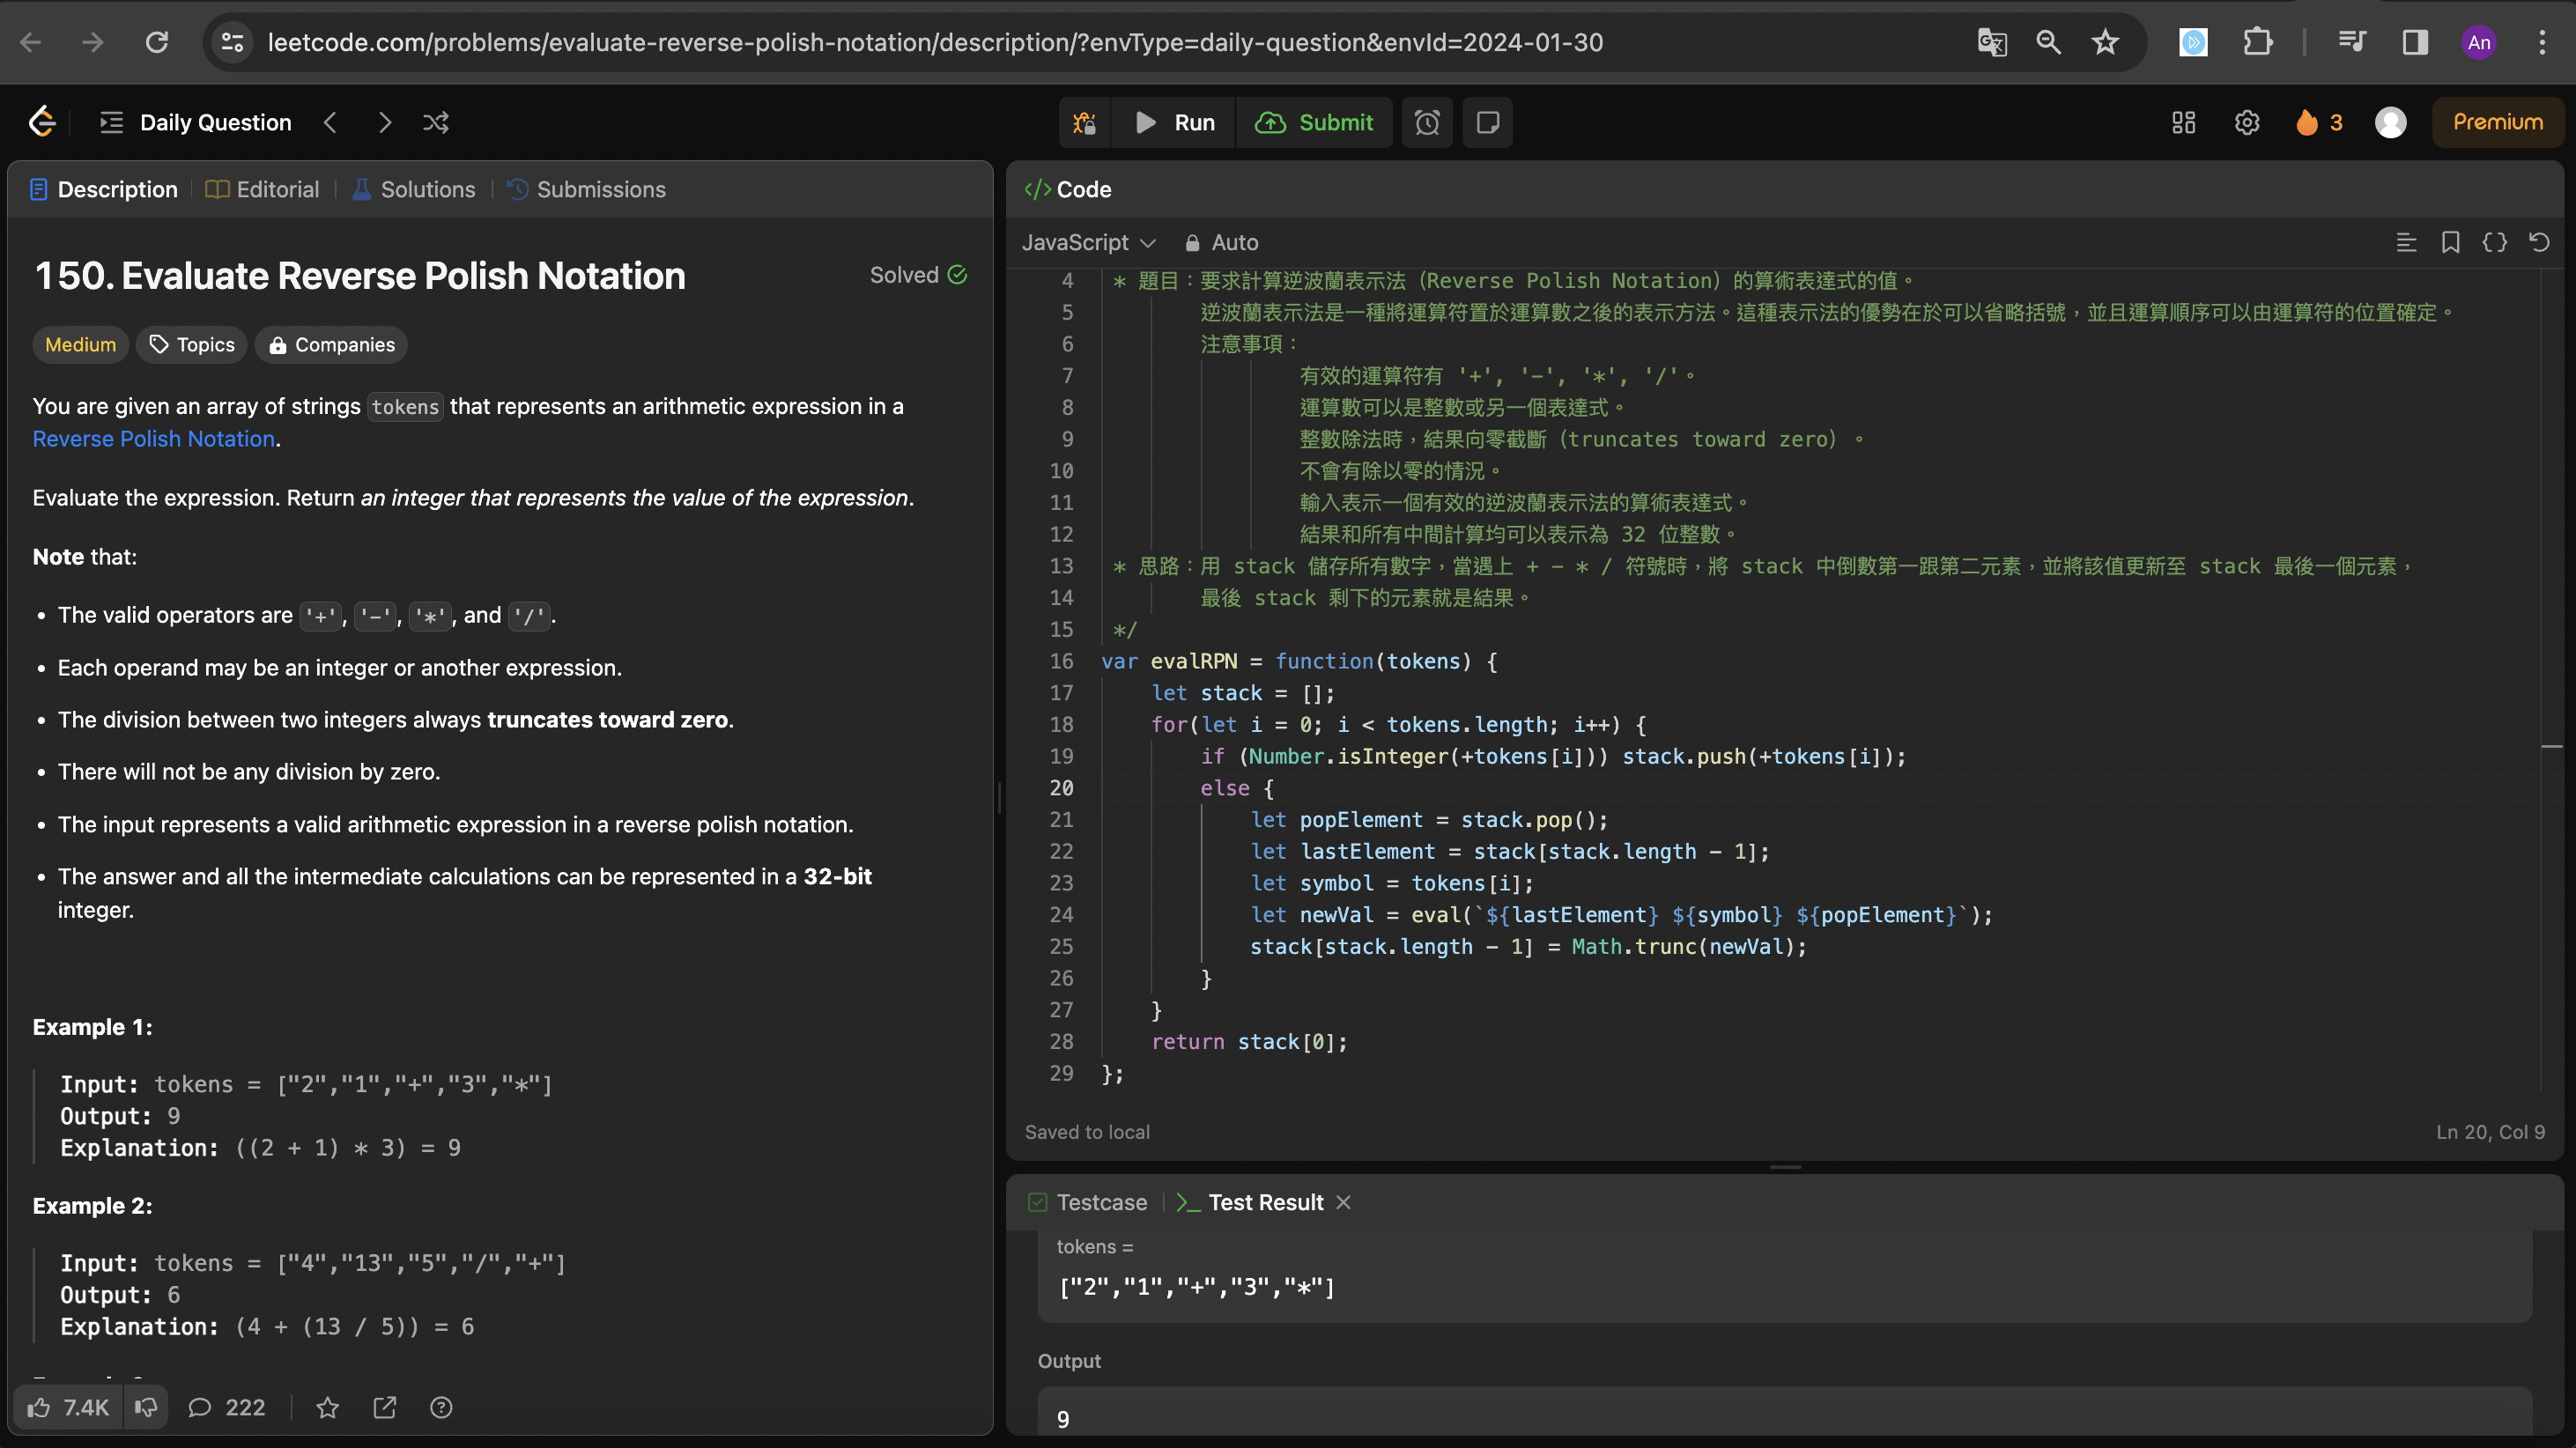 leetcode.com/problems/evaluate-reverse-polish-notation/description/?envType=daily-question&envId=2024-01-30
An
Daily Question
Run
Submit
3
Premium
Description
Editorial
Solutions
Submissions
150. Evaluate Reverse Polish Notation
Solved
Medium
Topics
Companies
You are given an array of strings tokens that represents an arithmetic expression in a
Reverse Polish Notation.
Evaluate the expression. Return an integer that represents the value of the expression.
Note that:
• The valid operators are '+', '-', '*', and '/'.
• Each operand may be an integer or another expression.
• The division between two integers always truncates toward zero.
• There will not be any division by zero.
• The input represents a valid arithmetic expression in a reverse polish notation.
• The answer and all the intermediate calculations can be represented in a 32-bit
integer.
Example 1:
Input: tokens = ["2","1","+","3","*"]
Output: 9
Explanation: ((2 + 1) * 3) = 9
Example 2:
Input: tokens = ["4","13","5","/","+"]
Output: 6
Explanation: (4 + (13 / 5)) = 6
7.4K
222
</> Code
JavaScript
Auto
4 * 題目：要求計算逆波蘭表示法（Reverse Polish Notation）的算術表達式的值。
5 逆波蘭表示法是一種將運算符置於運算數之後的表示方法。這種表示法的優勢在於可以省略括號，並且運算順序可以由運算符的位置確定。
6 注意事項：
7 有效的運算符有 '+', '-', '*', '/'。
8 運算數可以是整數或另一個表達式。
9 整數除法時，結果向零截斷（truncates toward zero）。
10 不會有除以零的情況。
11 輸入表示一個有效的逆波蘭表示法的算術表達式。
12 結果和所有中間計算均可以表示為 32 位整數。
13 * 思路：用 stack 儲存所有數字，當遇上 + - * / 符號時，將 stack 中倒數第一跟第二元素，並將該值更新至 stack 最後一個元素，
14 最後 stack 剩下的元素就是結果。
15 */
16 var evalRPN = function(tokens) {
17 let stack = [];
18 for(let i = 0; i < tokens.length; i++) {
19 if (Number.isInteger(+tokens[i])) stack.push(+tokens[i]);
20 else {
21 let popElement = stack.pop();
22 let lastElement = stack[stack.length - 1];
23 let symbol = tokens[i];
24 let newVal = eval(`${lastElement} ${symbol} ${popElement}`);
25 stack[stack.length - 1] = Math.trunc(newVal);
26 }
27 }
28 return stack[0];
29 };
Saved to local
Ln 20, Col 9
Testcase
>_ Test Result
tokens =
["2","1","+","3","*"]
Output
9